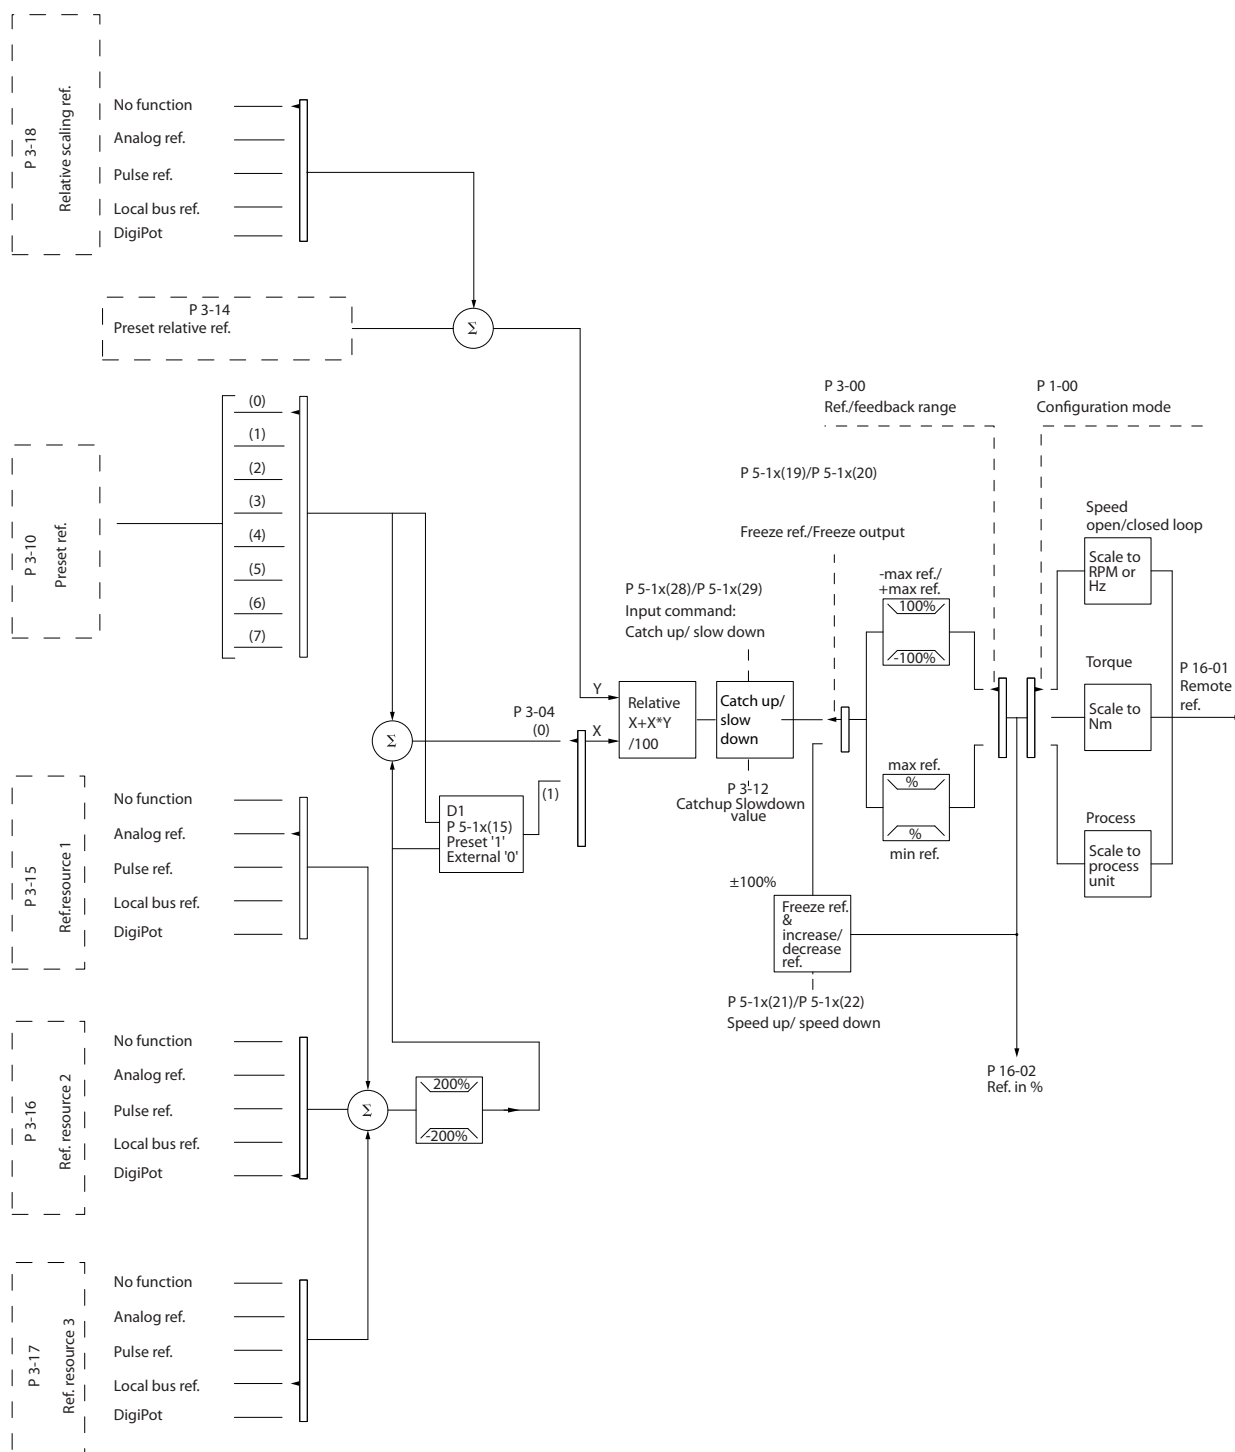 P 3-18
Relative scaling ref.
No function
Analog ref.
Pulse ref.
Local bus ref.
DigiPot
P 3-14
Preset relative ref.
Σ
P 3-10
Preset ref.
(0)
(1)
(2)
(3)
(4)
(5)
(6)
(7)
Σ
P 3-04
(0)
(1)
Y
X
D1
P 5-1x(15)
Preset '1'
External '0'
Relative
X+X*Y
/100
P 5-1x(28)/P 5-1x(29)
Input command:
Catch up/ slow down
Catch up/
slow
down
P 3-12
Catchup Slowdown
value
P 5-1x(19)/P 5-1x(20)
Freeze ref./Freeze output
P 3-00
Ref./feedback range
-max ref./
+max ref.
100%
-100%
max ref.
%
%
min ref.
P 1-00
Configuration mode
Speed
open/closed loop
Scale to
RPM or
Hz
Torque
Scale to
Nm
Process
Scale to
process
unit
P 16-01
Remote
ref.
±100%
Freeze ref.
&
increase/
decrease
ref.
P 5-1x(21)/P 5-1x(22)
Speed up/ speed down
P 16-02
Ref. in %
P 3-15
Ref.resource 1
No function
Analog ref.
Pulse ref.
Local bus ref.
DigiPot
P 3-16
Ref. resource 2
No function
Analog ref.
Pulse ref.
Local bus ref.
DigiPot
Σ
200%
-200%
P 3-17
Ref. resource 3
No function
Analog ref.
Pulse ref.
Local bus ref.
DigiPot